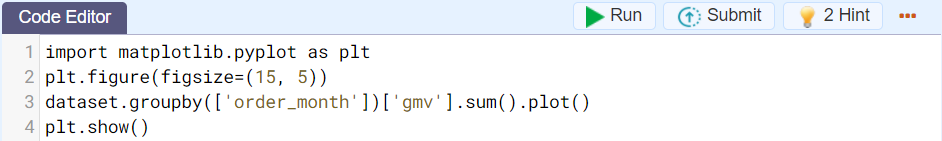 Code Editor
Run
Submit
2 Hint
1 import matplotlib.pyplot as plt
2 plt.figure(figsize=(15, 5))
3 dataset.groupby(['order_month'])['gmv'].sum().plot()
4 plt.show()